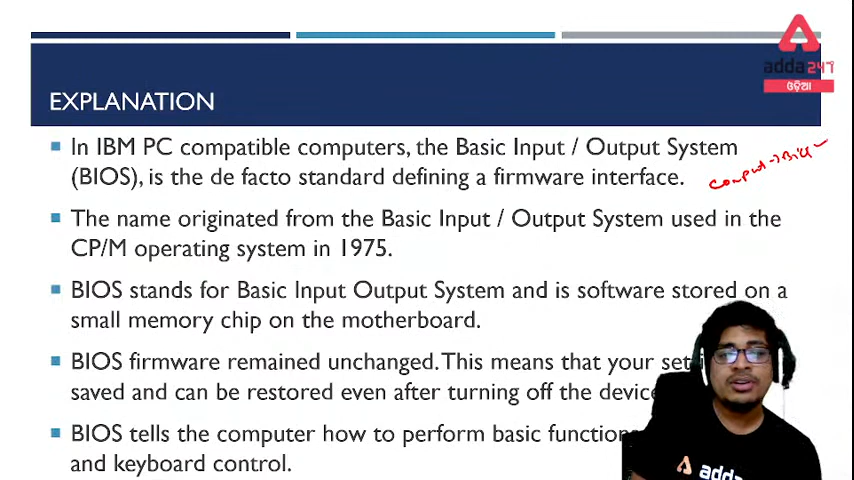 adda247
ଓଡ଼ିଆ
EXPLANATION
In IBM PC compatible computers, the Basic Input / Output System
(BIOS), is the de facto standard defining a firmware interface.
The name originated from the Basic Input / Output System used in the
CP/M operating system in 1975.
BIOS stands for Basic Input Output System and is software stored on a
small memory chip on the motherboard.
BIOS firmware remained unchanged. This means that your
saved and can be restored even after turning off the device
BIOS tells the computer how to perform basic
and keyboard control.
adda